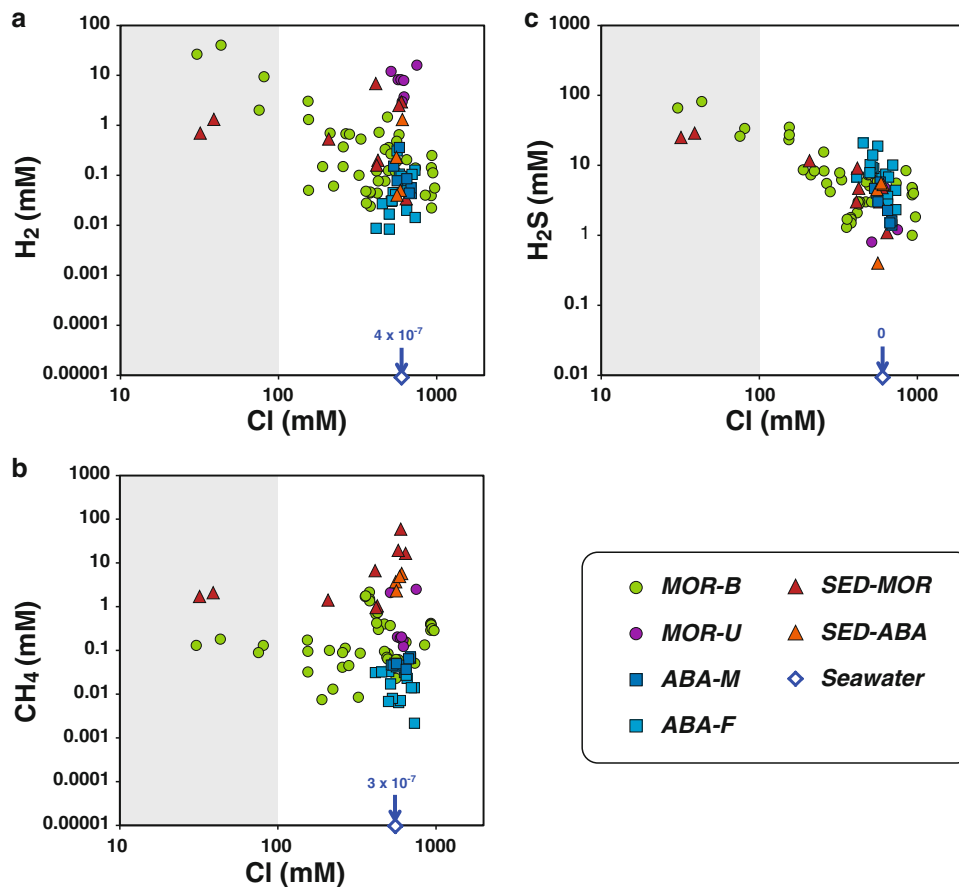 a
100
10
1
0.1
0.01
0.001
0.0001
0.00001
H₂ (mM)
4 x 10⁻⁷
10
100
1000
Cl (mM)
c
1000
100
10
1
0.1
0.01
H₂S (mM)
0
10
100
1000
Cl (mM)
b
1000
100
10
1
0.1
0.01
0.001
0.0001
0.00001
CH₄ (mM)
3 x 10⁻⁷
10
100
1000
Cl (mM)
MOR-B
MOR-U
ABA-M
ABA-F
SED-MOR
SED-ABA
Seawater